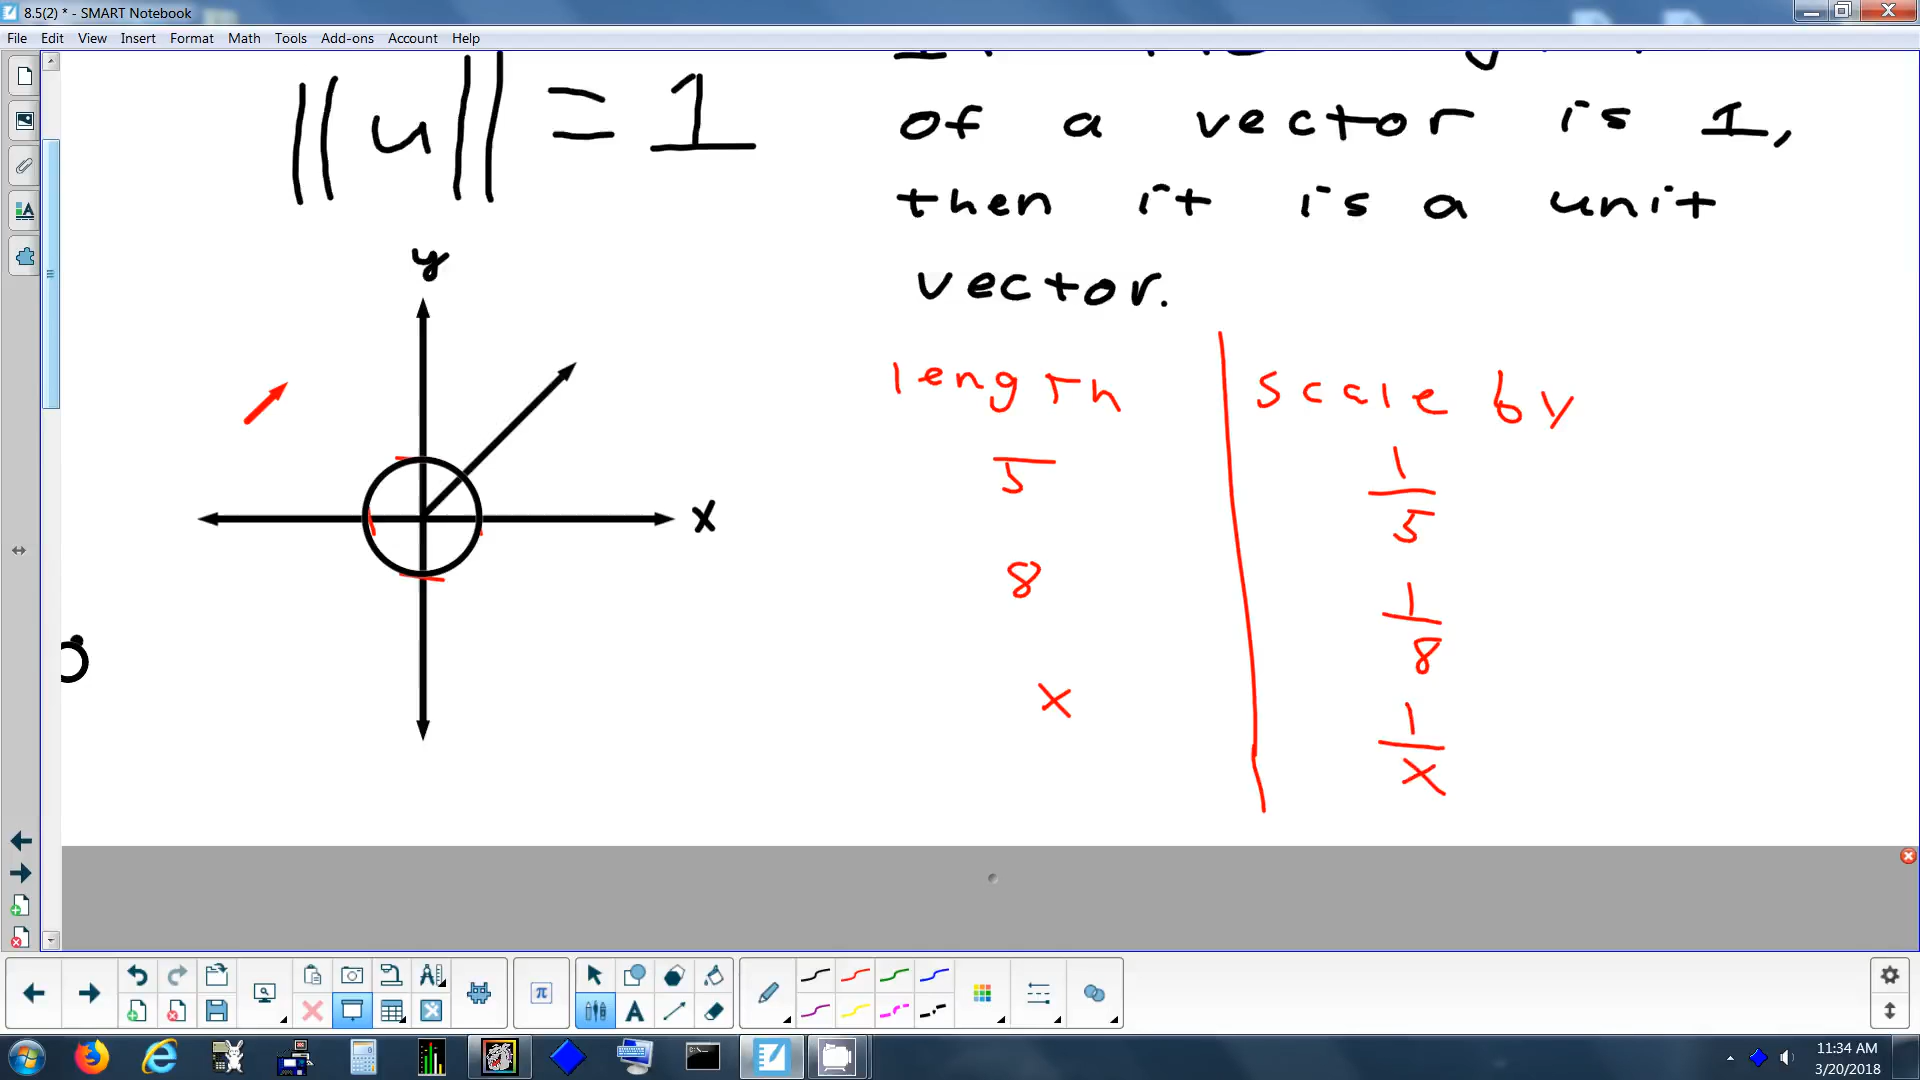 8.5(2) * - SMART Notebook
File Edit View Insert Format Math Tools Add-ons Account Help
||u|| = 1
of a vector is 1,
then it is a unit
vector.
y
x
length scale by
5 1/5
8 1/8
x 1/x
π
A
11:34 AM
3/20/2018